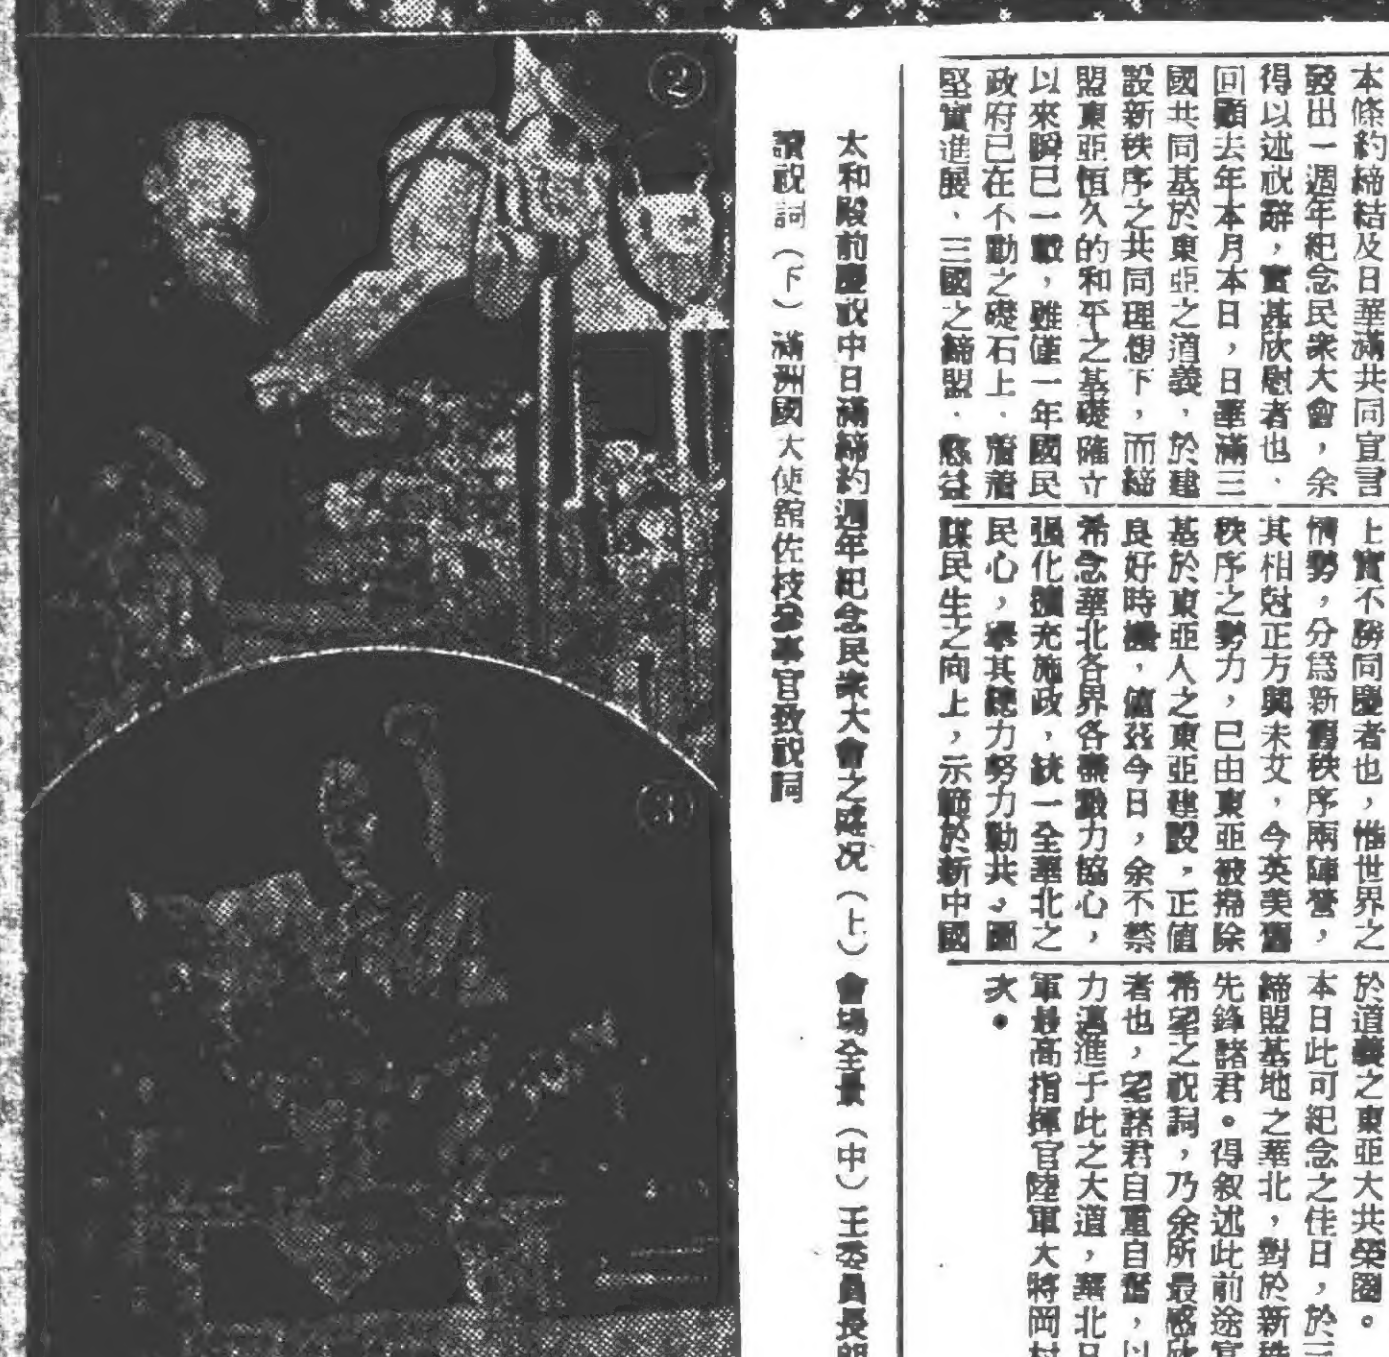 本條約締結及日華滿共同宣言
發出一週年紀念民衆大會，余
得以述祝辭，實甚欣慰者也、
回顧去年本月本日，日華滿三
國共同基於東亞之道義、於建
設新秩序之共同理想下，而締
盟東亞恒久的和平之基礎確立
以來瞬已一載，雖僅一年國民
政府已在不動之礎石上、着着
堅實進展、三國之締盟、愈益
上實不勝同慶者也，惟世界之
情勢，分爲新舊秩序兩陣營，
其相尅正方興未艾，今英美舊
秩序之勢力，已由東亞被掃除
基於東亞人之東亞建設，正值
良好時機，值茲今日，余不禁
希念華北各界各 戮力協心，
强化擴充施政，統一全華北之
民心，舉其總力努力勦共，圖
謀民生之向上，示範於新中國
於道義之東亞大共榮圈。
本日此可紀念之佳日，於三
締盟基地之華北，對於新秩
先鋒諸君。得叙述此前途
希望之祝詞，乃余所最感欣
者也，望諸君自重自奮，以
力邁進于此之大道，華北日
軍最高指揮官陸軍大將岡村
次。
太和殿前慶祝中日滿締約週年紀念民衆大會之盛况（上）會場全景（中）王委員長朗
讀祝詞（下）滿洲國大使館佐枝參事官致祝詞
②
③